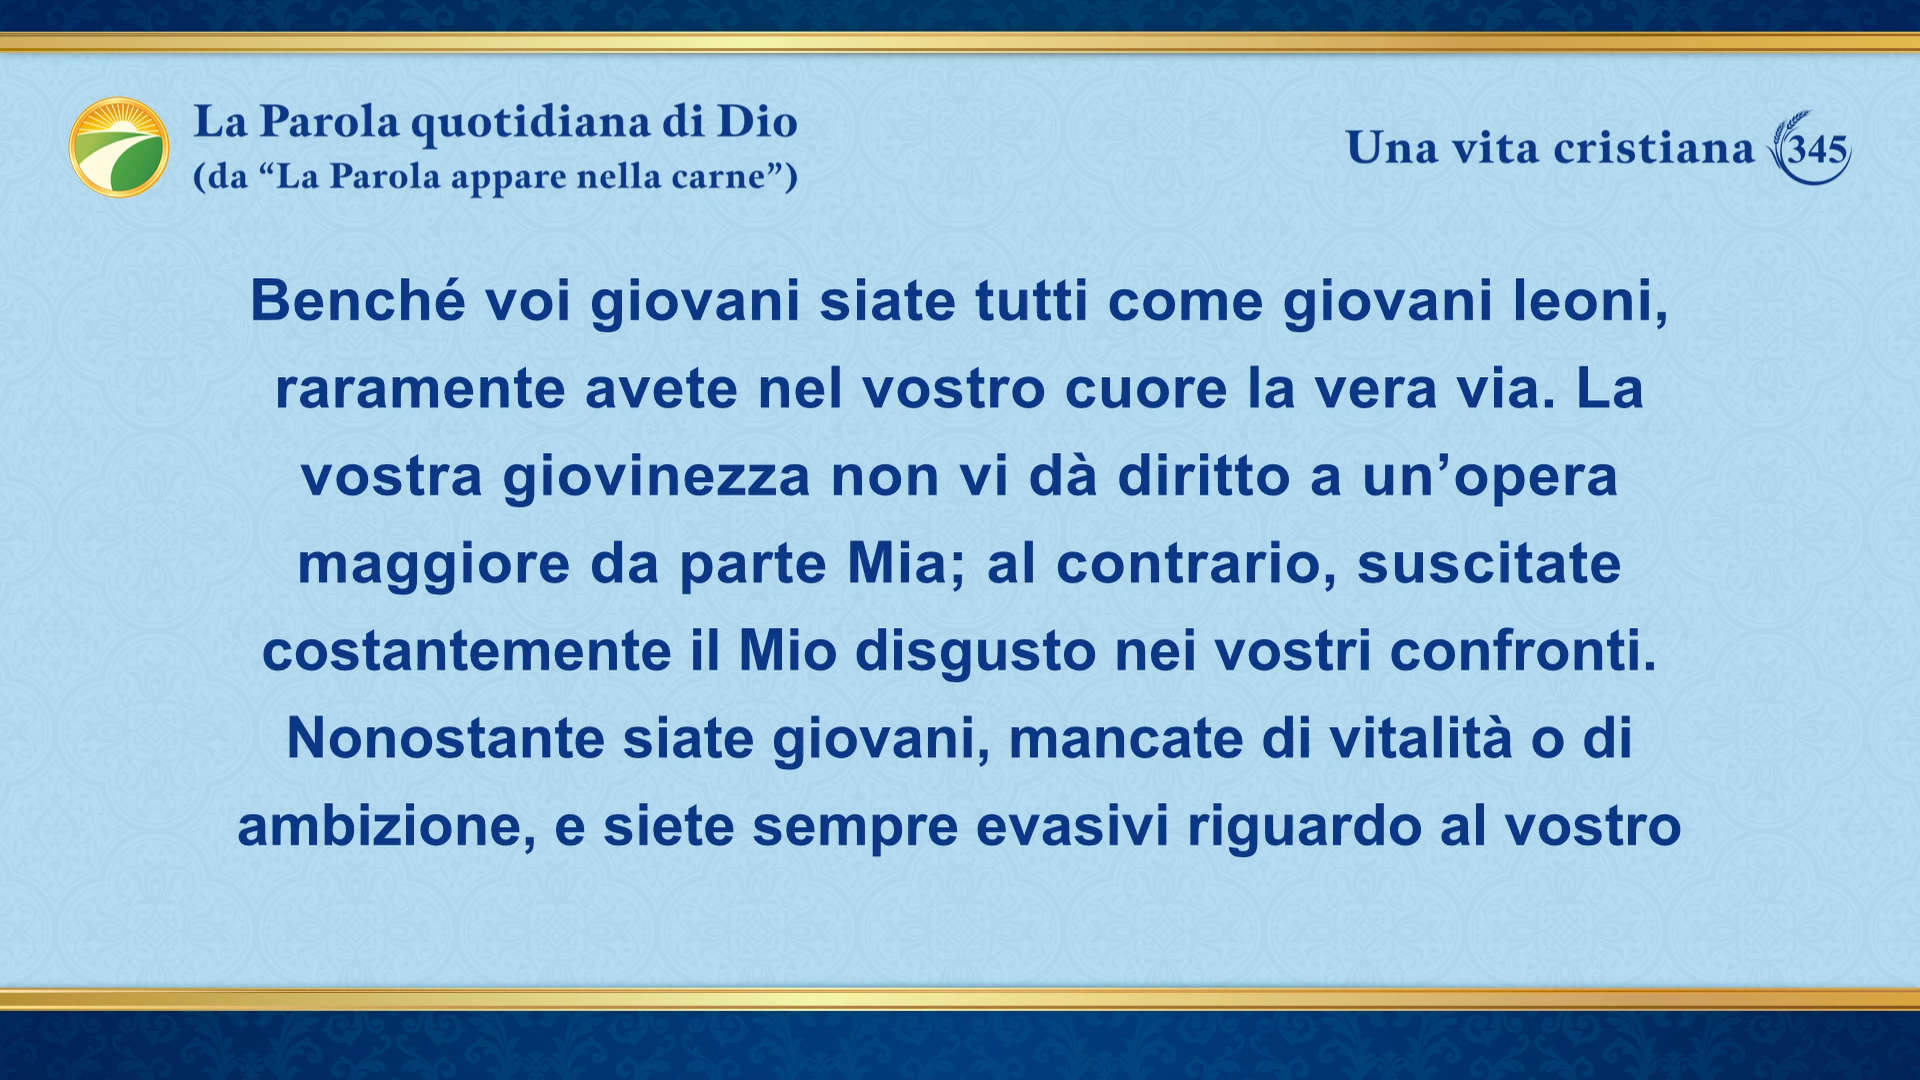 La Parola quotidiana di Dio
(da “La Parola appare nella carne”)
Una vita cristiana 345
Benché voi giovani siate tutti come giovani leoni,
raramente avete nel vostro cuore la vera via. La
vostra giovinezza non vi dà diritto a un’opera
maggiore da parte Mia; al contrario, suscitate
costantemente il Mio disgusto nei vostri confronti.
Nonostante siate giovani, mancate di vitalità o di
ambizione, e siete sempre evasivi riguardo al vostro